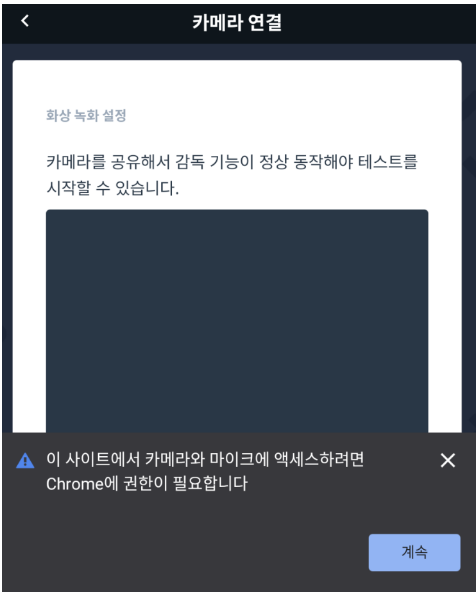 카메라 연결
화상 녹화 설정
카메라를 공유해서 감독 기능이 정상 동작해야 테스트를
시작할 수 있습니다.
이 사이트에서 카메라와 마이크에 액세스하려면
Chrome에 권한이 필요합니다
계속